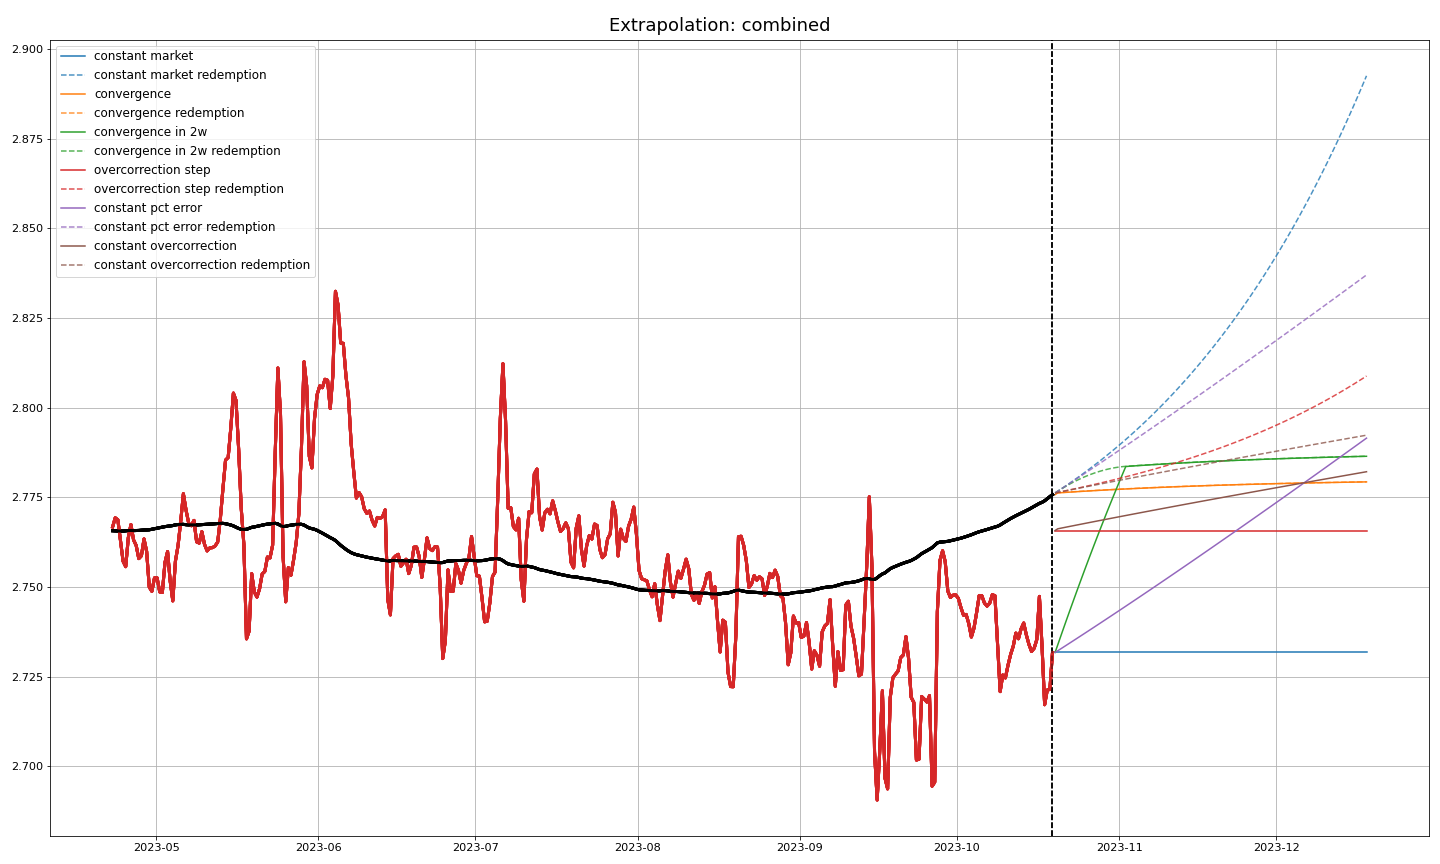 Extrapolation: combined
constant market
constant market redemption
convergence
convergence redemption
convergence in 2w
convergence in 2w redemption
overcorrection step
overcorrection step redemption
constant pct error
constant pct error redemption
constant overcorrection
constant overcorrection redemption
2.900
2.875
2.850
2.825
2.800
2.775
2.750
2.725
2.700
2023-05
2023-06
2023-07
2023-08
2023-09
2023-10
2023-11
2023-12